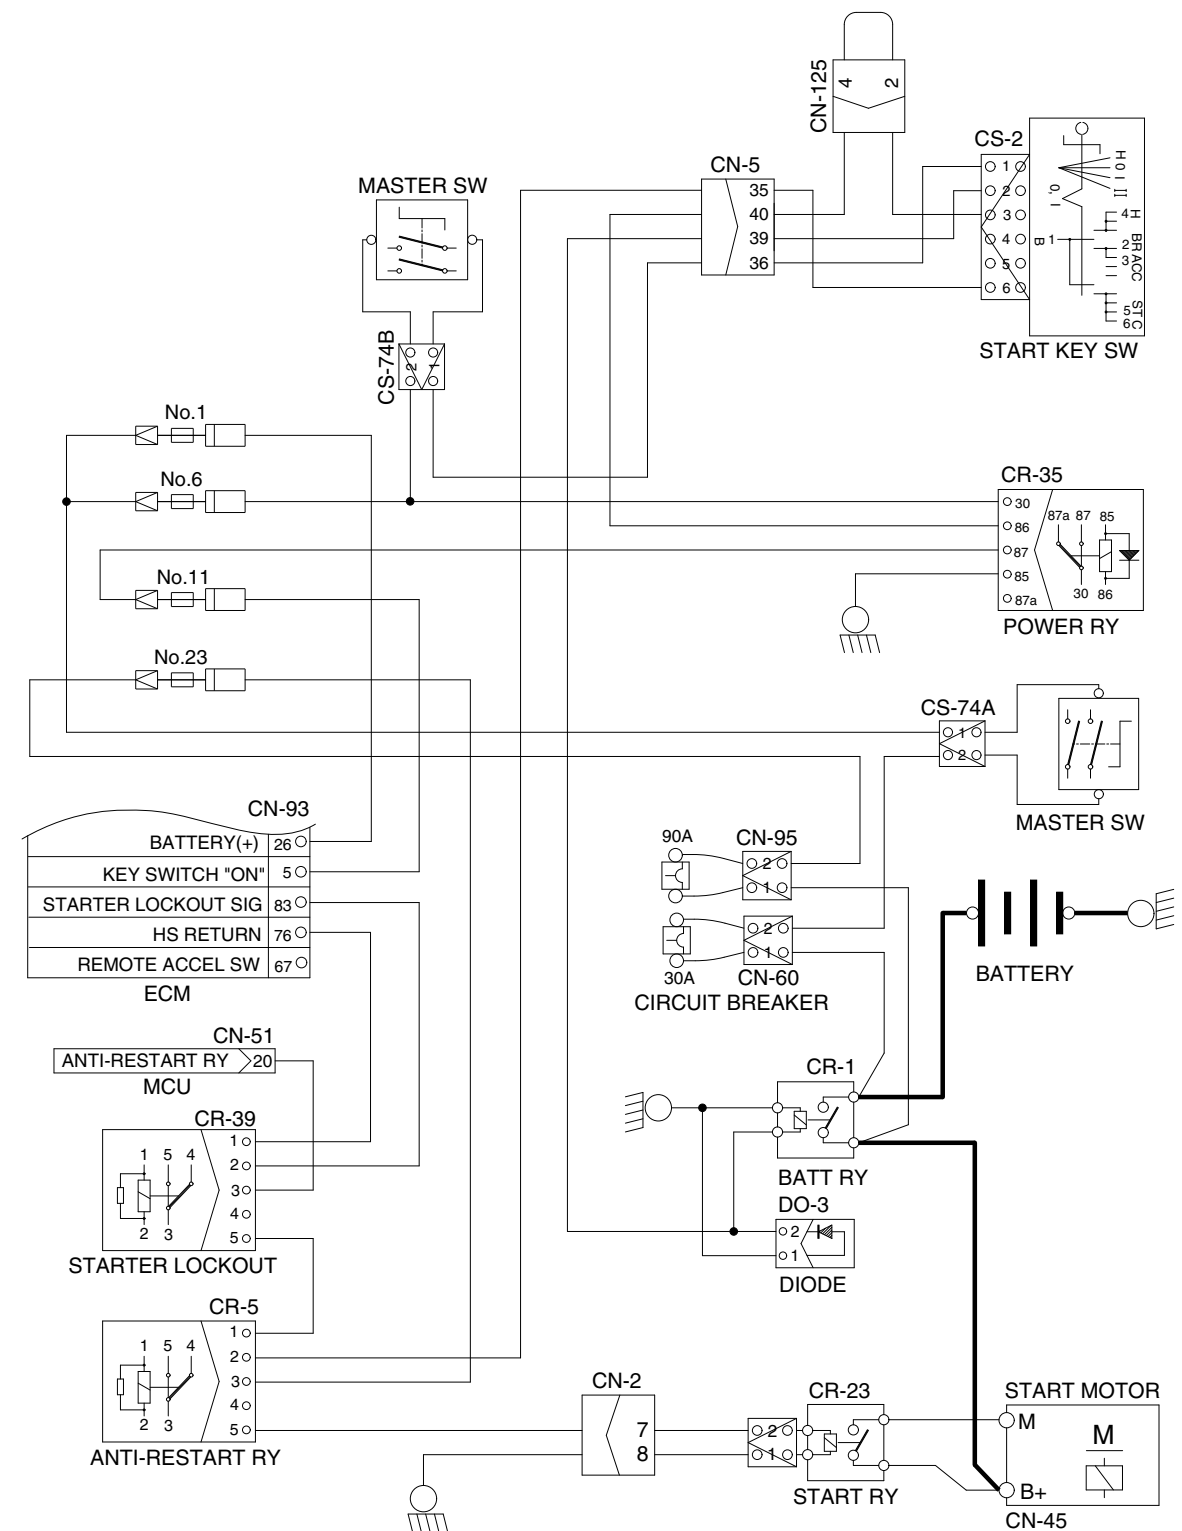 CN-125
4 2
CS-2
1
2
3
4
5
6
H O I II
0, I
4 H
B 1
2 BR
3 ACC
5 ST
6 C
START KEY SW
CN-5
35
40
39
36
MASTER SW
CS-74B
2 1
No.1
No.6
No.11
No.23
CR-35
30
86
87
85
87a
87a 87 85
30 86
POWER RY
CS-74A
1
2
MASTER SW
CN-93
BATTERY(+) 26
KEY SWITCH "ON" 5
STARTER LOCKOUT SIG 83
HS RETURN 76
REMOTE ACCEL SW 67
ECM
90A
CN-95
2
1
2
1
30A
CN-60
CIRCUIT BREAKER
BATTERY
CN-51
ANTI-RESTART RY 20
MCU
CR-1
BATT RY
CR-39
1
2
3
4
5
1 5 4
2 3
STARTER LOCKOUT
DO-3
2
1
DIODE
CR-5
1
2
3
4
5
1 5 4
2 3
ANTI-RESTART RY
CN-2
7
8
CR-23
2
1
START RY
START MOTOR
M
M
B+
CN-45